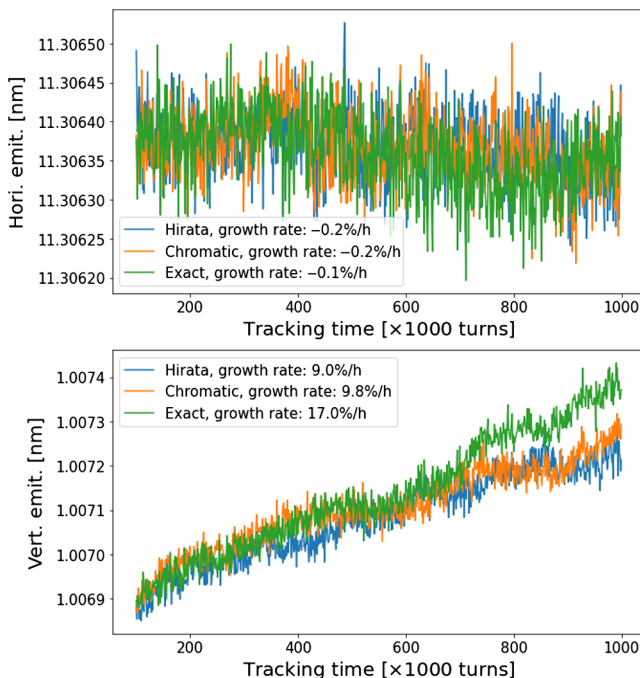 Hori. emit. [nm]
11.30650
11.30645
11.30640
11.30635
11.30630
11.30625
11.30620
Hirata, growth rate: −0.2%/h
Chromatic, growth rate: −0.2%/h
Exact, growth rate: −0.1%/h
200 400 600 800 1000
Tracking time [×1000 turns]
Vert. emit. [nm]
1.0074
1.0073
1.0072
1.0071
1.0070
1.0069
Hirata, growth rate: 9.0%/h
Chromatic, growth rate: 9.8%/h
Exact, growth rate: 17.0%/h
200 400 600 800 1000
Tracking time [×1000 turns]